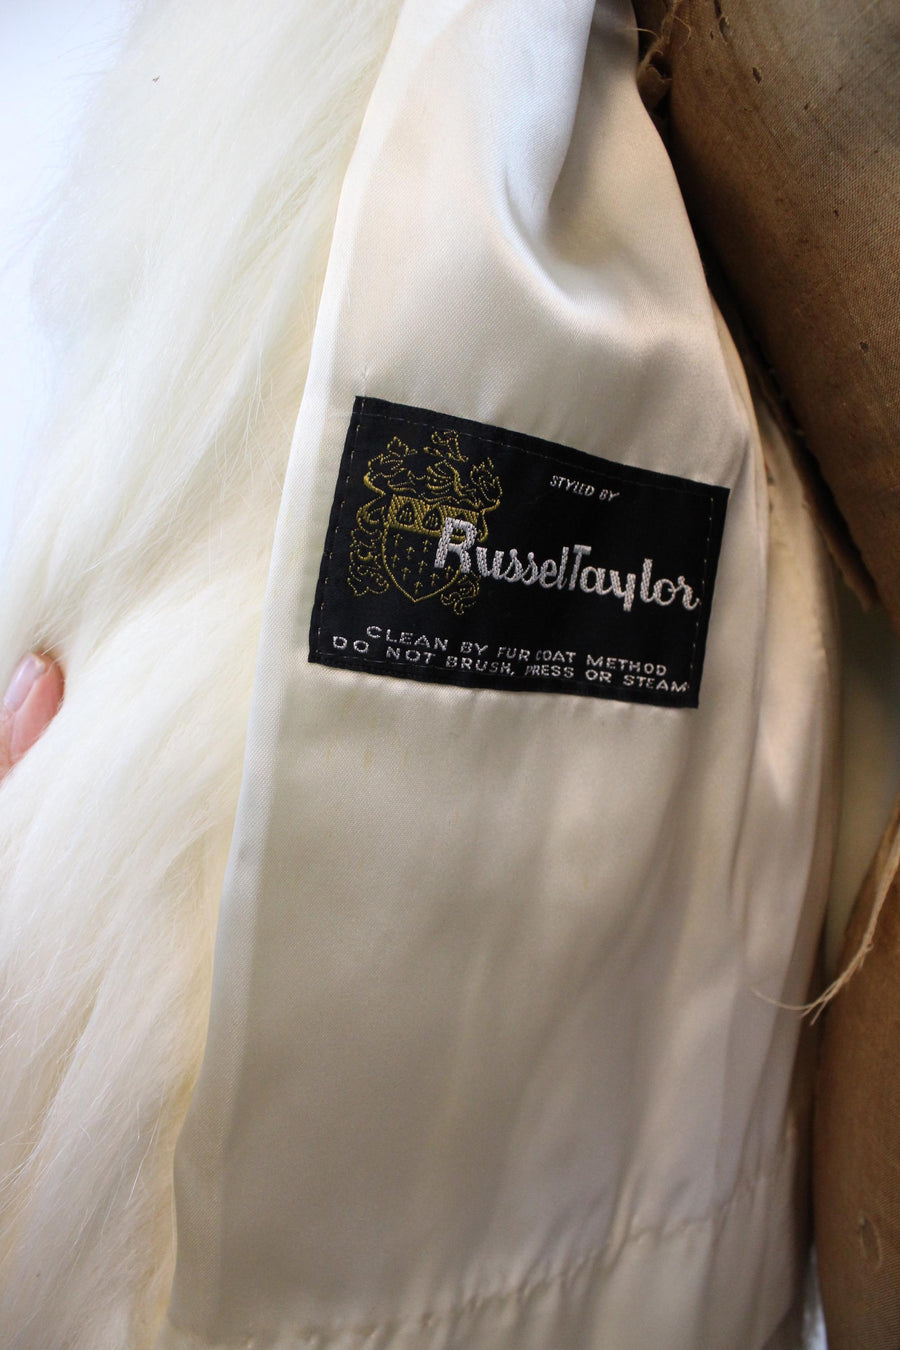 STYLED BY
RusselTaylor
CLEAN BY FUR COAT METHOD
DO NOT BRUSH, PRESS OR STEAM